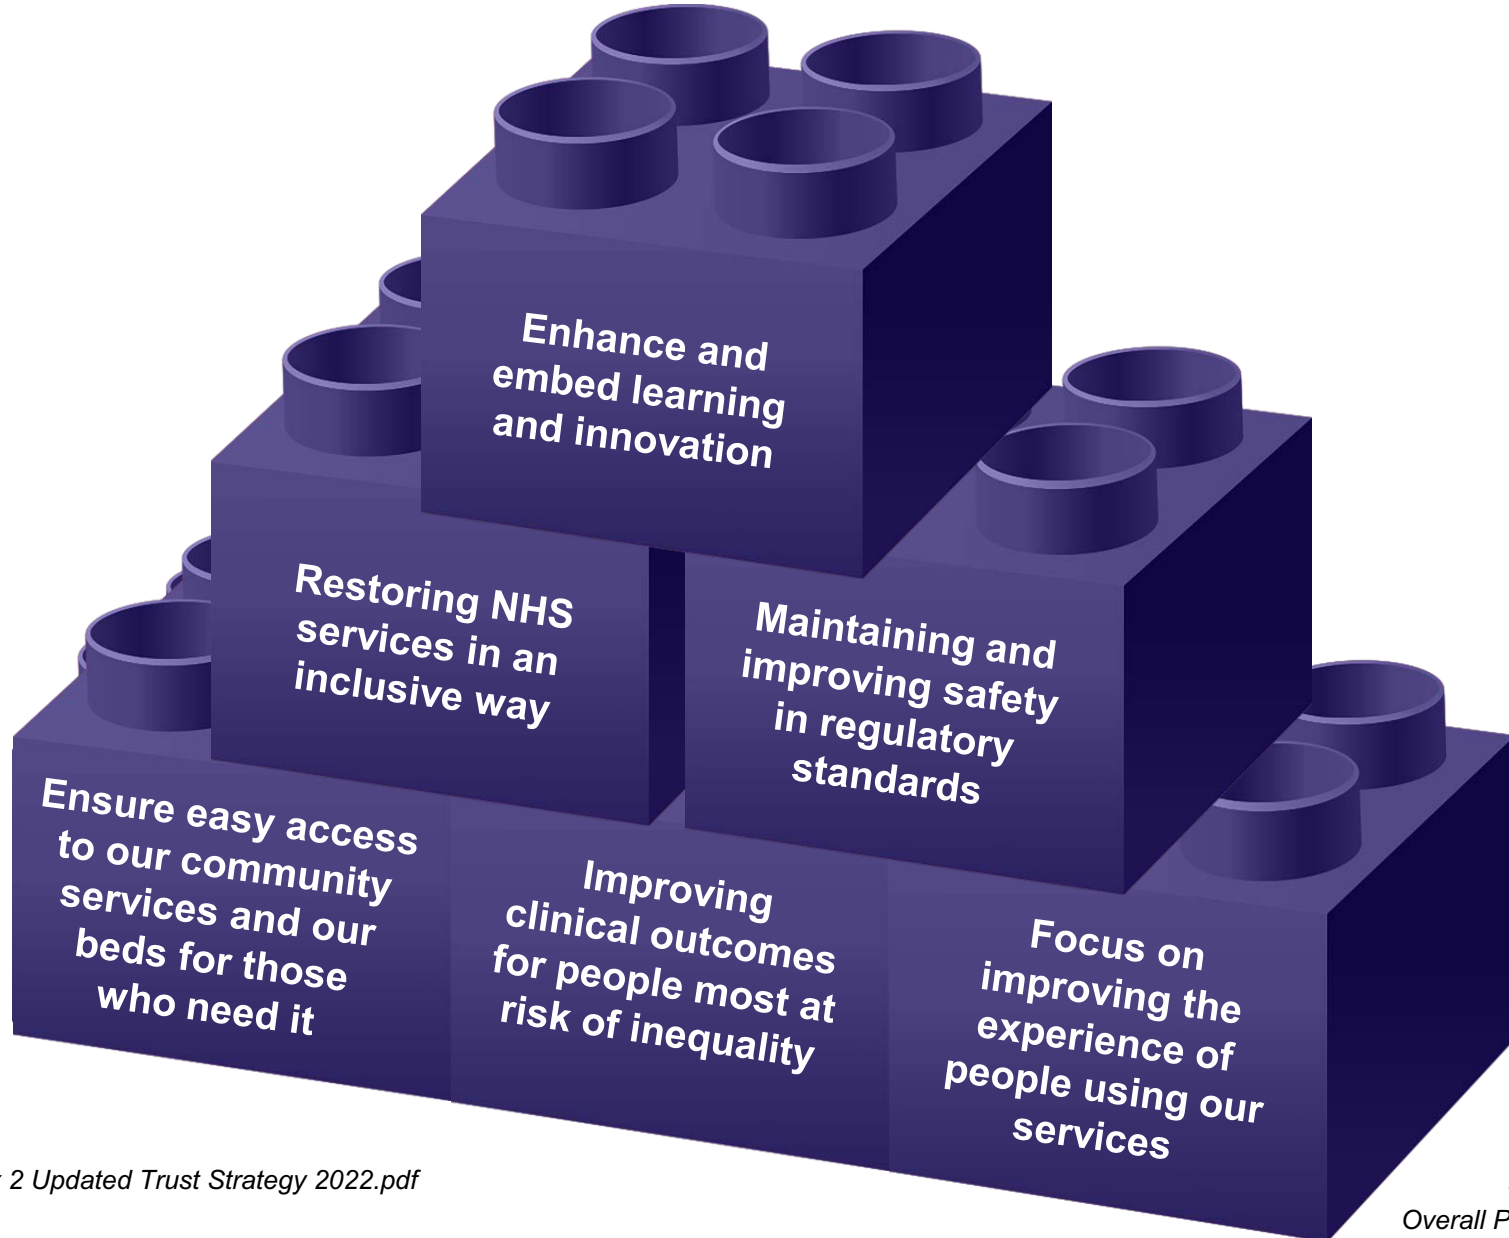 Enhance and
embed learning
and innovation
Restoring NHS
services in an
inclusive way
Maintaining and
improving safety
in regulatory
standards
Ensure easy access
to our community
services and our
beds for those
who need it
Improving
clinical outcomes
for people most at
risk of inequality
Focus on
improving the
experience of
people using our
services
2 Updated Trust Strategy 2022.pdf
Overall P